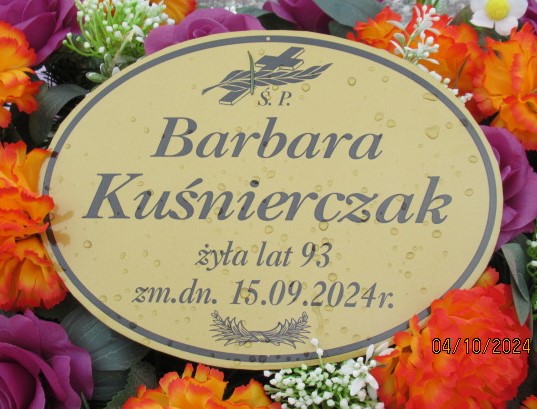 Ś. P.
Barbara
Kuśnierczak
żyła lat 93
zm.dn. 15.09.2024r.
04/10/2024